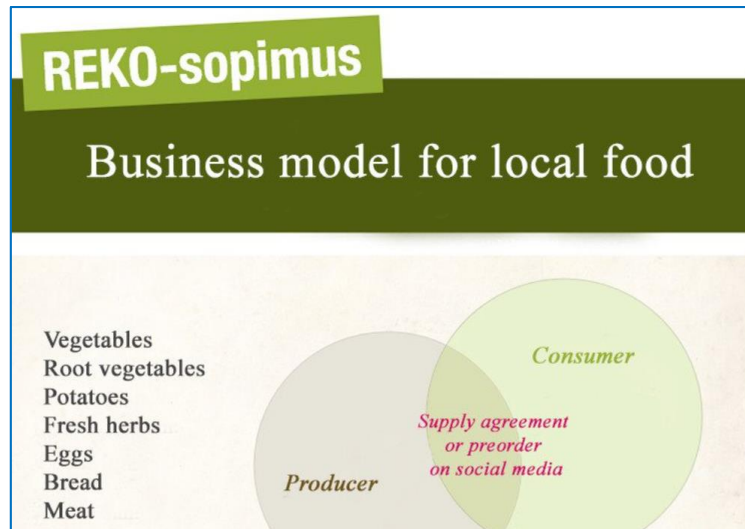 REKO-sopimus
Business model for local food
Vegetables
Root vegetables
Potatoes
Fresh herbs
Eggs
Bread
Meat
Consumer
Supply agreement
or preorder
on social media
Producer